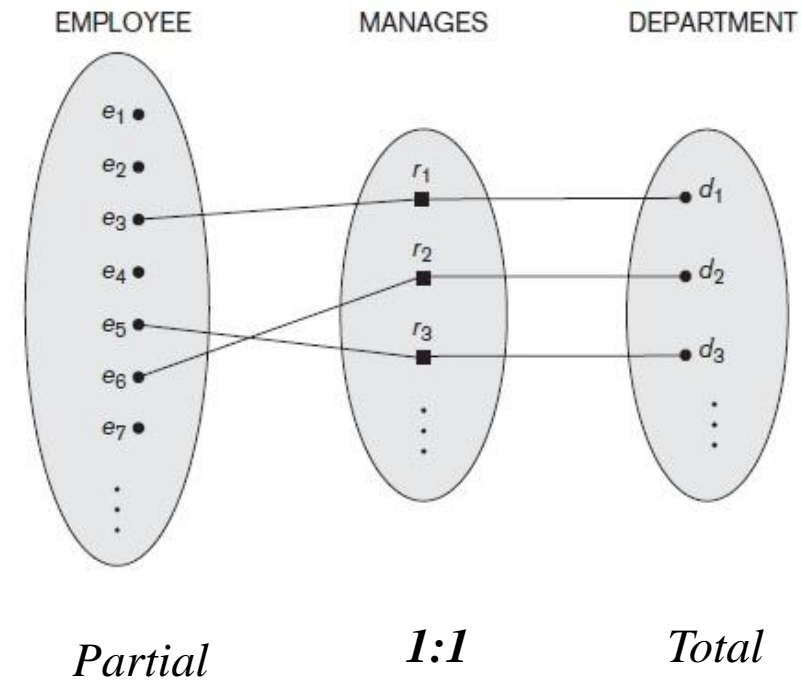 EMPLOYEE MANAGES DEPARTMENT
e1
e2
e3
e4
e5
e6
e7
r1
r2
r3
d1
d2
d3
Partial 1:1 Total